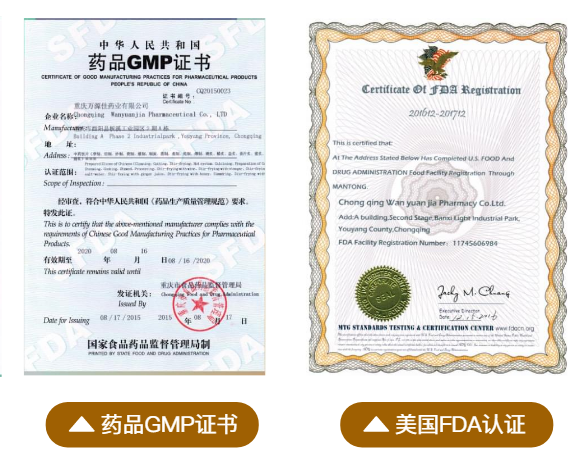 中华人民共和国
药品GMP证书
CERTIFICATE OF GOOD MANUFACTURING PRACTICES FOR PHARMACEUTICAL PRODUCTS
PEOPLE'S REPUBLIC OF CHINA
证书编号: CQ20150023
Certificate No
企业名称: 重庆万源佳药业有限公司
Chongqing Wanyuanjia Pharmaceutical Co., LTD
Manufacturer
地 址:
Building A Phase 2 Industrialpark ,Youyang Province, Chongqing
Address:
认证范围:
Scope of Inspection:
经审查,符合中华人民共和国《药品生产质量管理规范》要求,
特发此证。
This is to certify that the above-mentioned manufacturer complies with the
requirements of Chinese Good Manufacturing Practices for Pharmaceutical
Products.
有效期至 2020 年 08 月 16 日 08 /16 /2020
This certificate remains valid until
发证机关: 重庆市食品药品监督管理局
Issued By Chongqing Food and Drug Administration
Date for Issuing 08 / 17 / 2015 2015 年 08 月 17 日
国家食品药品监督管理局制
PRINTED BY STATE FOOD AND DRUG ADMINISTRATION
药品GMP证书
Certificate Of FDA Registration
201612-201712
This is certified that:
At The Address Stated Below Has Completed U.S. FOOD And
DRUG ADMINISTRATION Food Facility Registration Through
MANTONG
Chong qing Wan yuan jia Pharmacy Co.Ltd.
Add:A building,Second Stage,Banxi Light Industrial Park,
Youyang County,Chongqing
FDA Facility Registration Number: 11745606984
Jacky M. Chang
Executive Director
Date
MTG STANDARDS TESTING & CERTIFICATION CENTER www.fdacn.org
美国FDA认证